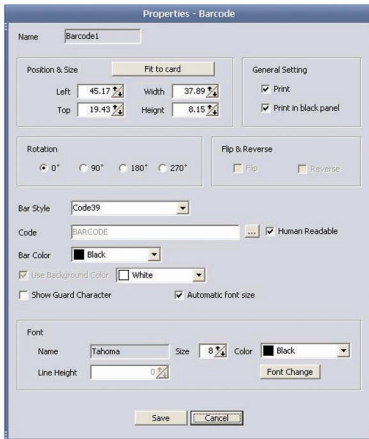 Properties - Barcode
Name Barcode1
Position & Size Fit to card General Setting
Left 45.17 Width 37.89 Print
Top 19.43 Height 8.15 Print in black panel
Rotation Flip & Reverse
0° 90° 180° 270° Flip Reverse
Bar Style Code39
Code BARCODE ... Human Readable
Bar Color Black
Use Background Color White
Show Guard Character Automatic font size
Font
Name Tahoma Size 8 Color Black
Line Height 0 Font Change
Save Cancel